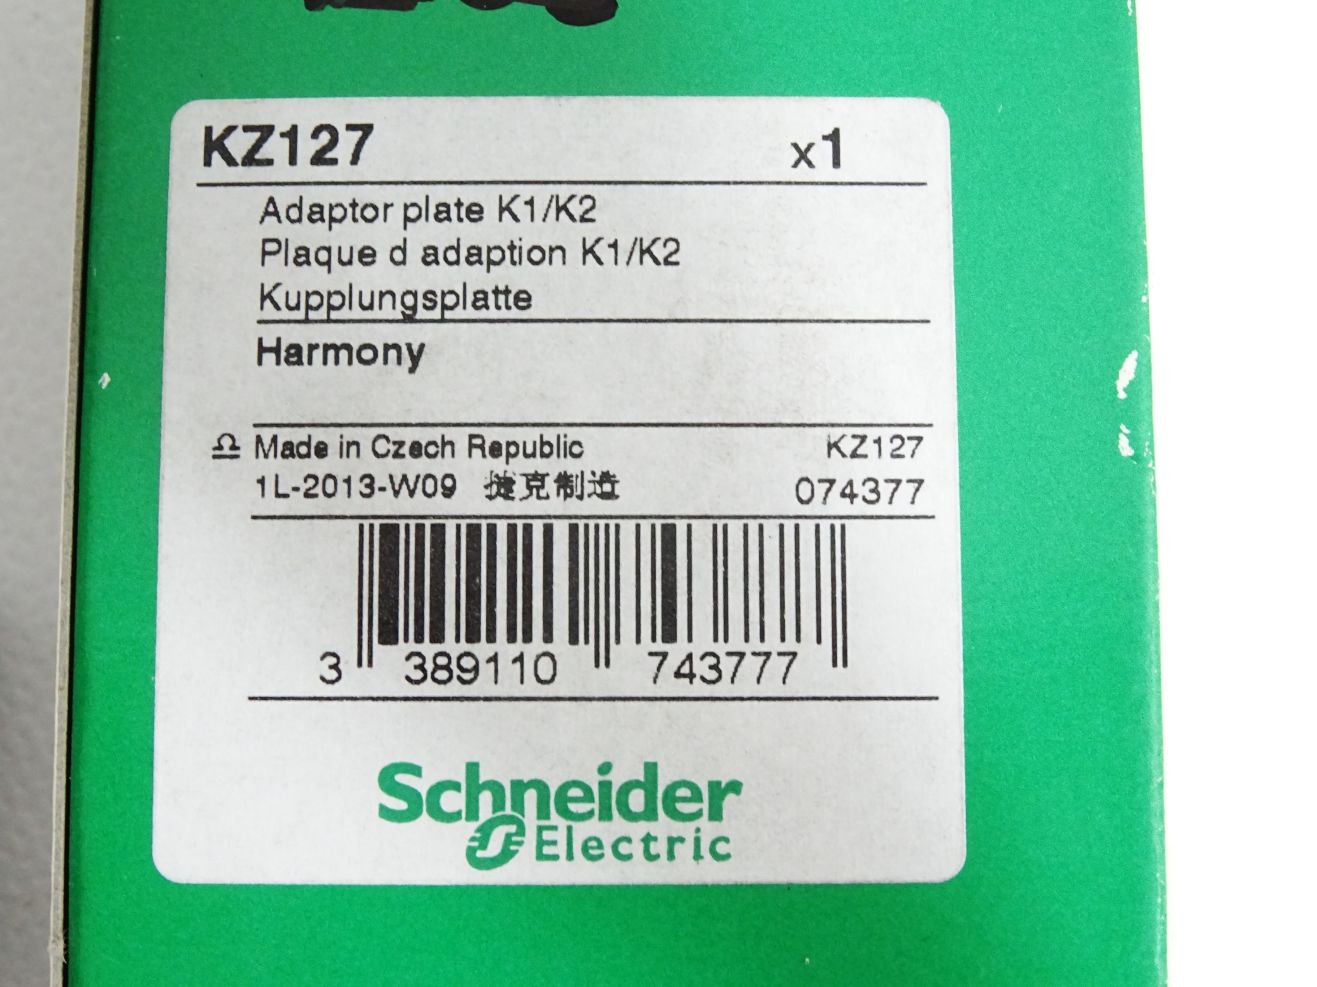 KZ127 x1
Adaptor plate K1/K2
Plaque d adaption K1/K2
Kupplungsplatte
Harmony
Made in Czech Republic KZ127
1L-2013-W09 捷克制造 074377
3 389110 743777
Schneider
Electric